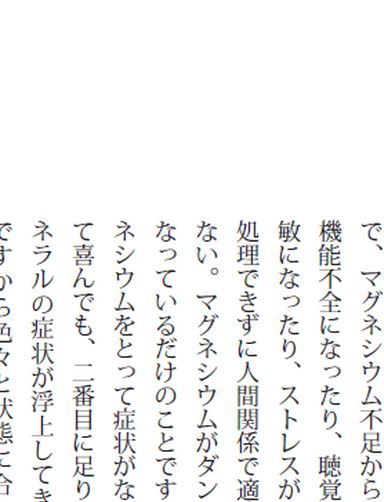 で、マグネシウム不足から
機能不全になったり、聴覚
敏になったり、ストレスが
処理できずに人間関係で適
ない。マグネシウムがダン
なっているだけのことです
ネシウムをとって症状がな
て喜んでも、二番目に足り
ネラルの症状が浮上してき
ですから色々と状態に合